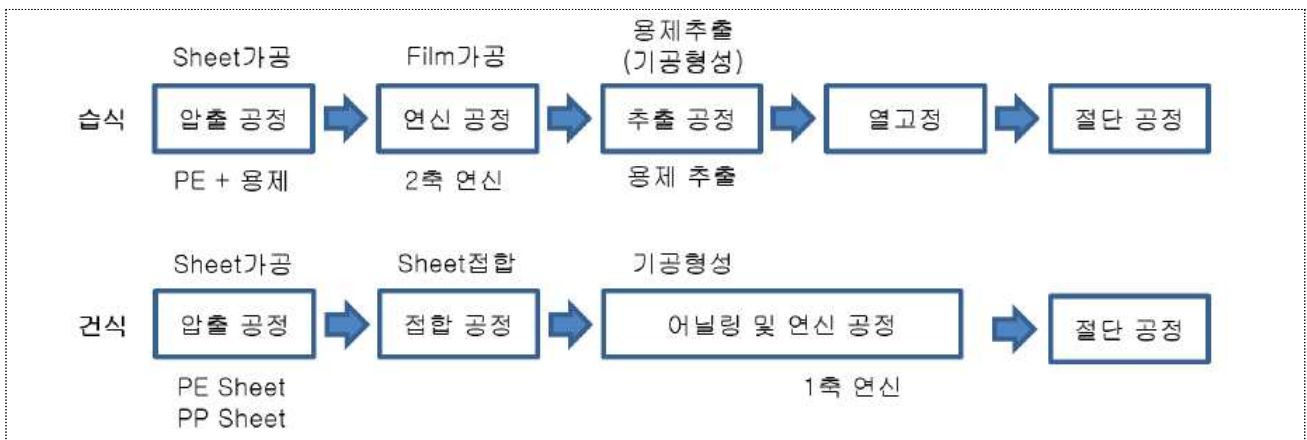 용제추출
Sheet가공 Film가공 (기공형성)
습식 압출 공정 연신 공정 추출 공정 열고정 절단 공정
PE + 용제 2축 연신 용제 추출
Sheet가공 Sheet접합 기공형성
건식 압출 공정 접합 공정 어닐링 및 연신 공정 절단 공정
PE Sheet 1축 연신
PP Sheet